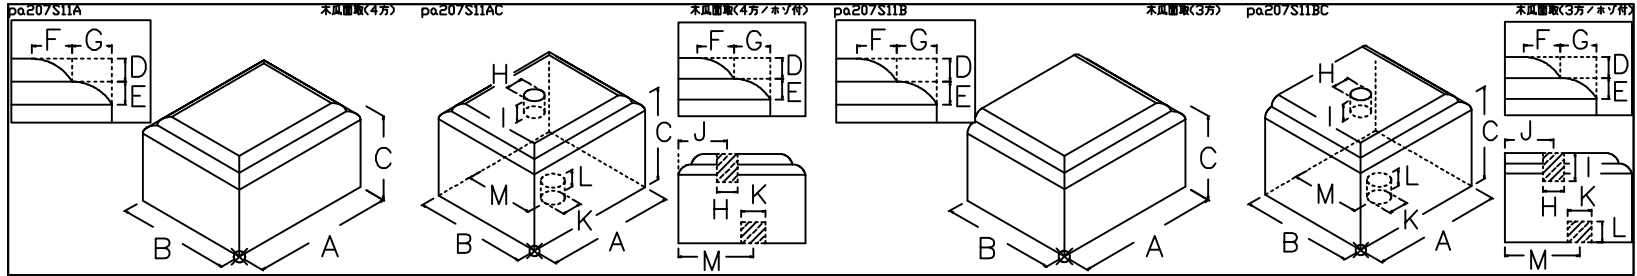 pa207S11A 木瓜面取(4方)
F G
D
E
C
B A
pa207S11AC 木瓜面取(4方/ホゾ付)
H
I
C
M L
K
B A
F G
D
E
J
H K
M
pa207S11B 木瓜面取(3方)
F G
D
E
C
B A
pa207S11BC 木瓜面取(3方/ホゾ付)
H
I
C
M L
K
B A
F G
D
E
J
I
H K
L
M